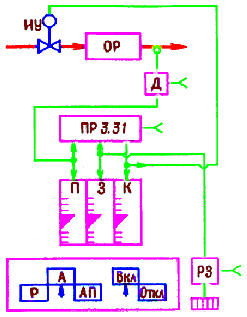 ИУ
ОР
Д
ПР 3.31
П З К
РЗ
А Вкл
Р АП Откл